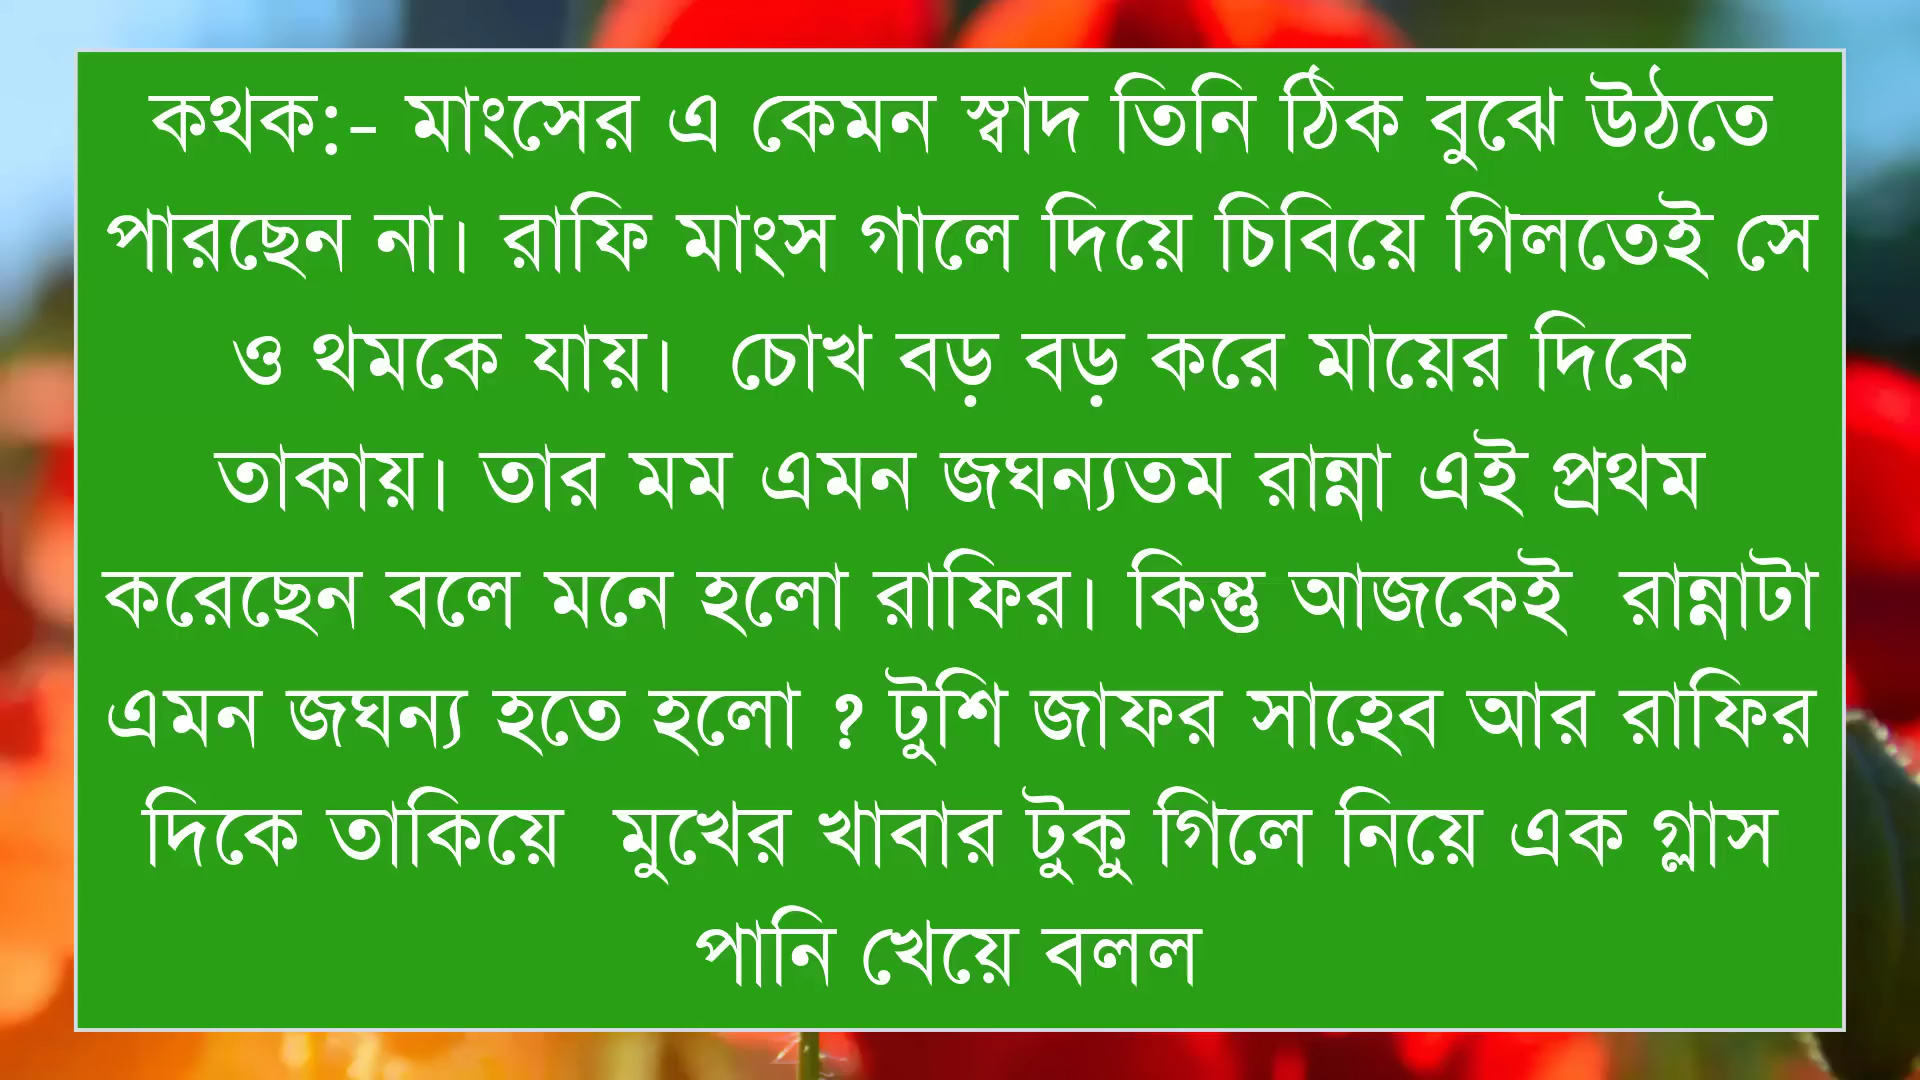 কথক:- মাংসের এ কেমন স্বাদ তিনি ঠিক বুঝে উঠতে
পারছেন না। রাফি মাংস গালে দিয়ে চিবিয়ে গিলতেই সে
ও থমকে যায়।  চোখ বড় বড় করে মায়ের দিকে
তাকায়। তার মম এমন জঘন্যতম রান্না এই প্রথম
করেছেন বলে মনে হলো রাফির। কিন্তু আজকেই  রান্নাটা
এমন জঘন্য হতে হলো ? টুশি জাফর সাহেব আর রাফির
দিকে তাকিয়ে  মুখের খাবার টুকু গিলে নিয়ে এক গ্লাস
পানি খেয়ে বলল